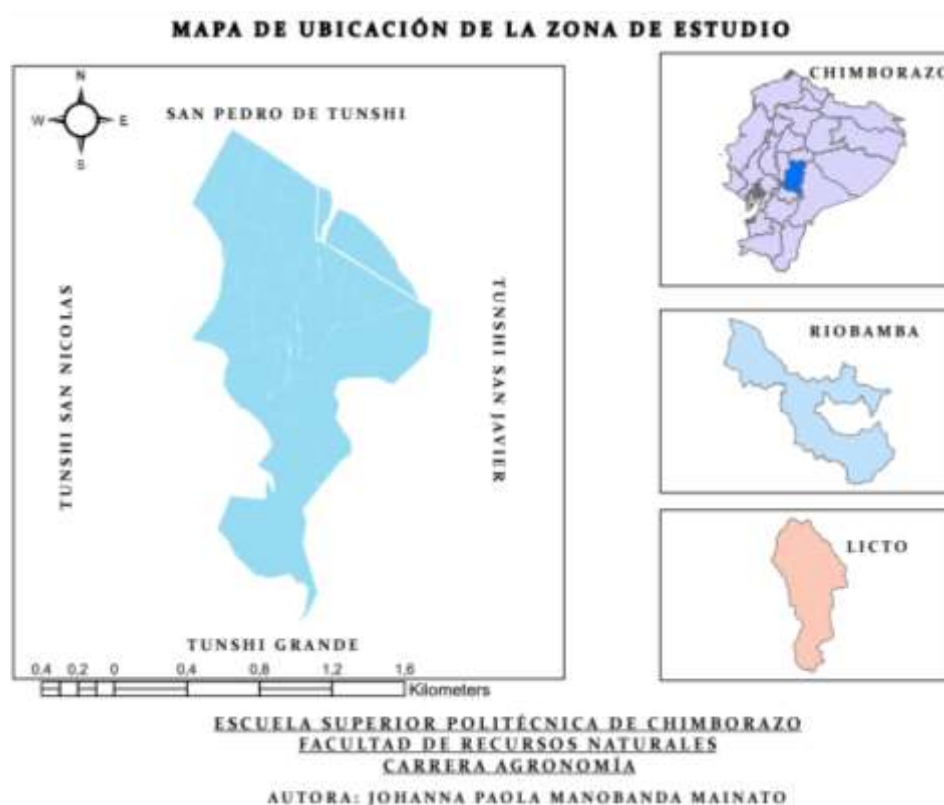 MAPA DE UBICACIÓN DE LA ZONA DE ESTUDIO
N
W E
S
SAN PEDRO DE TUNSHI
TUNSHI SAN NICOLAS
TUNSHI SAN JAVIER
TUNSHI GRANDE
0,4 0,2 0 0,4 0,8 1,2 1,6
Kilometers
CHIMBORAZO
RIOBAMBA
LICTO
ESCUELA SUPERIOR POLITÉCNICA DE CHIMBORAZO
FACULTAD DE RECURSOS NATURALES
CARRERA AGRONOMÍA
AUTORA: JOHANNA PAOLA MANOBANDA MAINATO